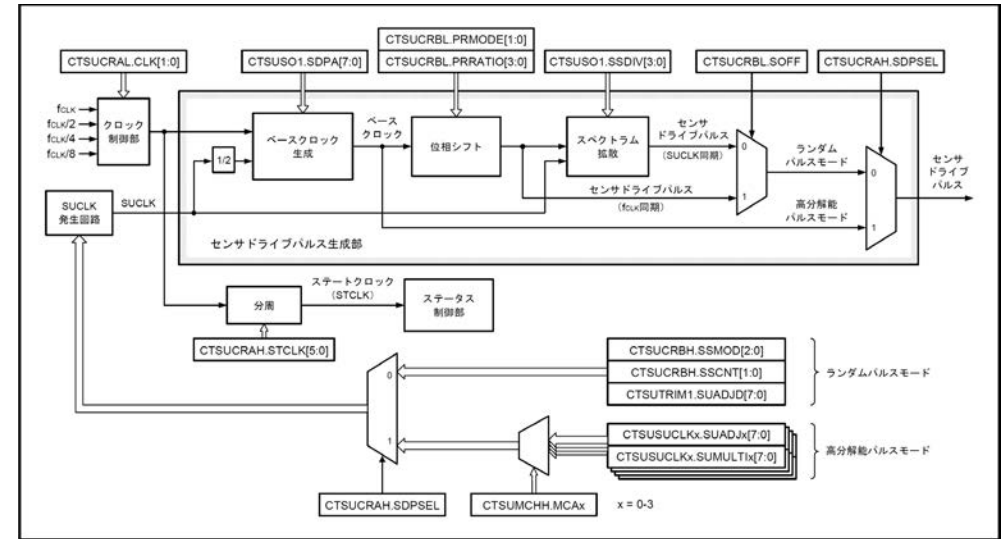 CTSUCRAL.CLK[1:0]
CTSUSO1.SDPA[7:0]
CTSUCRBL.PRMODE[1:0]
CTSUCRBL.PRRATIO[3:0]
CTSUSO1.SSDIV[3:0]
CTSUCRBL.SOFF
CTSUCRAH.SDPSEL
fCLK
fCLK/2
fCLK/4
fCLK/8
クロック
制御部
1/2
ベースクロック
生成
ベース
クロック
位相シフト
スペクトラム
拡散
センサ
ドライブパルス
(SUCLK同期)
センサドライブパルス
(fCLK同期)
0
1
ランダム
パルスモード
高分解能
パルスモード
0
1
センサ
ドライブ
パルス
SUCLK
発生回路
SUCLK
センサドライブパルス生成部
分周
ステートクロック
(STCLK)
ステータス
制御部
CTSUCRAH.STCLK[5:0]
0
1
CTSUCRBH.SSMOD[2:0]
CTSUCRBH.SSCNT[1:0]
CTSUTRIM1.SUADJD[7:0]
ランダムパルスモード
CTSUSUCLKx.SUADJx[7:0]
CTSUSUCLKx.SUMULTIx[7:0]
高分解能パルスモード
CTSUCRAH.SDPSEL
CTSUMCHH.MCAx
x = 0-3